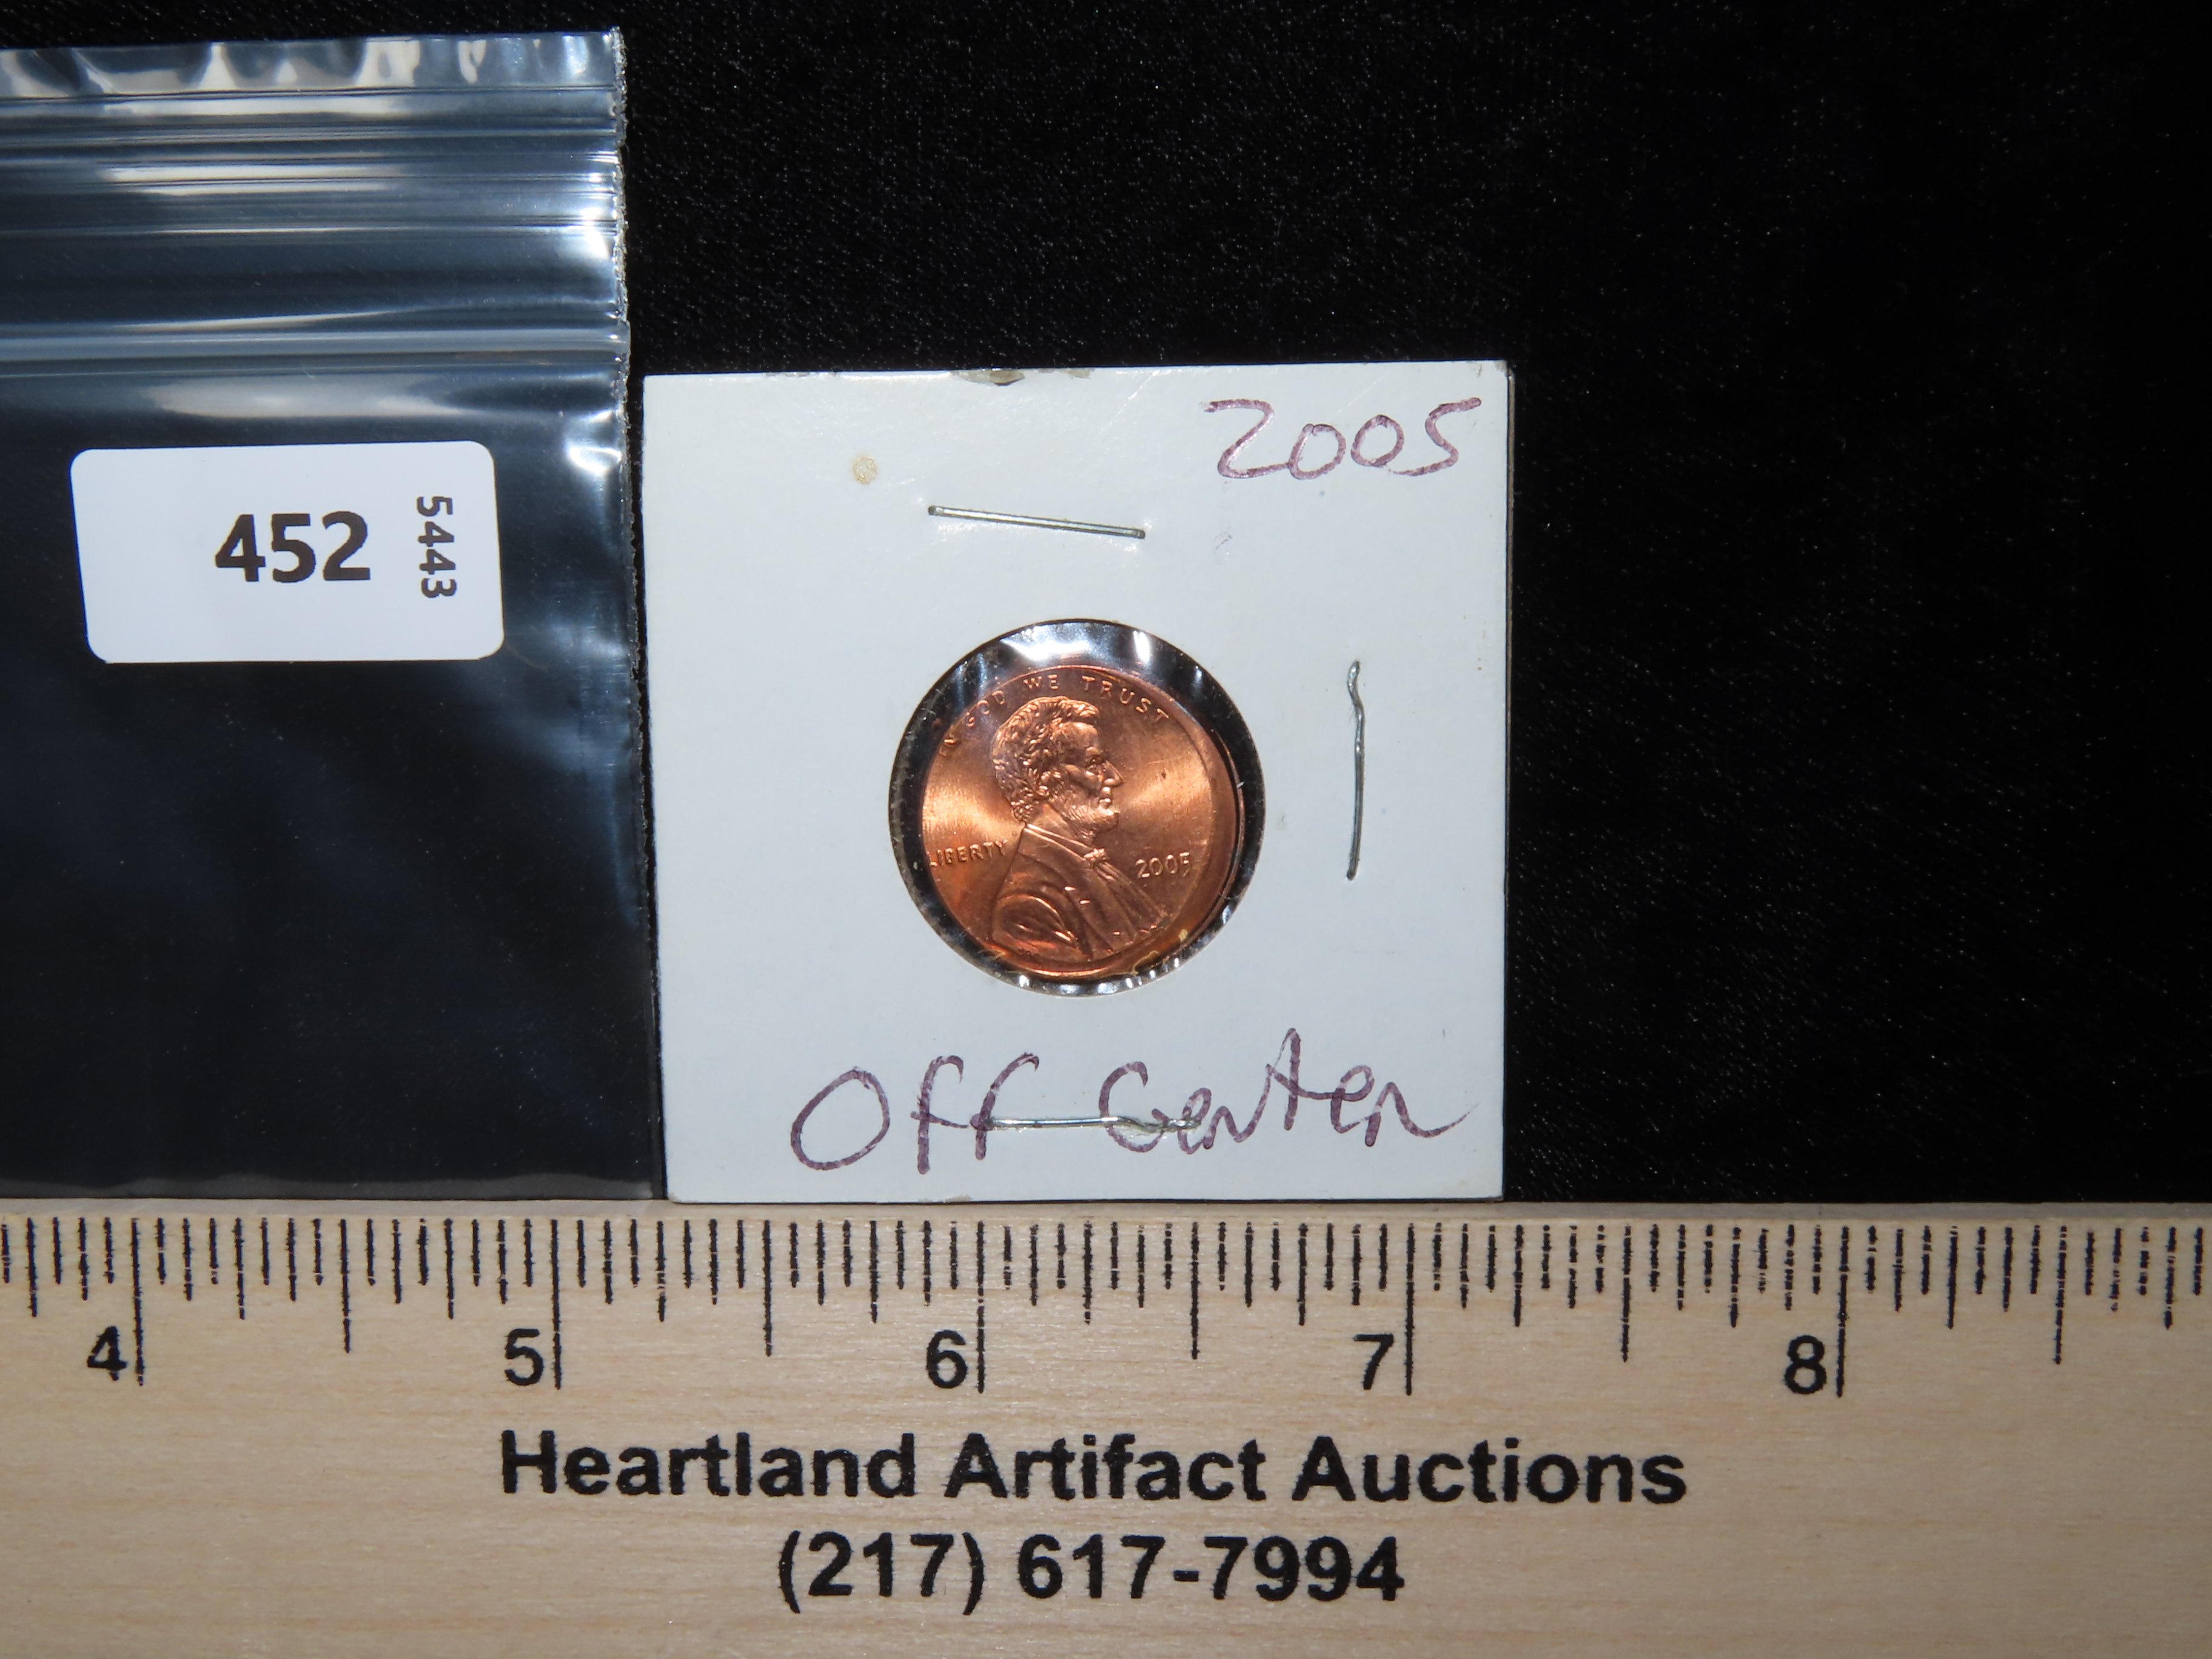 2005
452
5443
IN GOD WE TRUST
LIBERTY
2005
Off Center
4 5 6 7 8
Heartland Artifact Auctions
(217) 617-7994